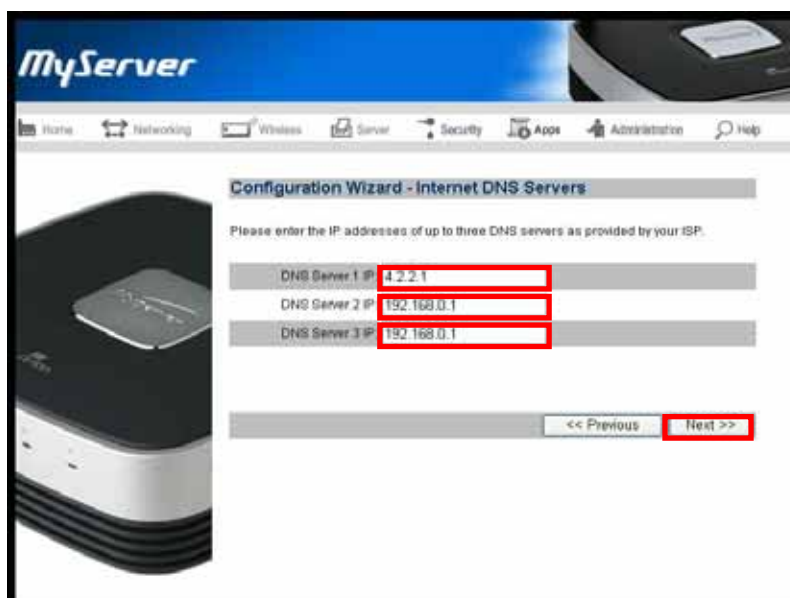 MyServer
Home Networking Wireless Server Security Apps Administration Help
Configuration Wizard - Internet DNS Servers
Please enter the IP addresses of up to three DNS servers as provided by your ISP.
DNS Server 1 IP: 4.2.2.1
DNS Server 2 IP: 192.168.0.1
DNS Server 3 IP: 192.168.0.1
<< Previous Next >>